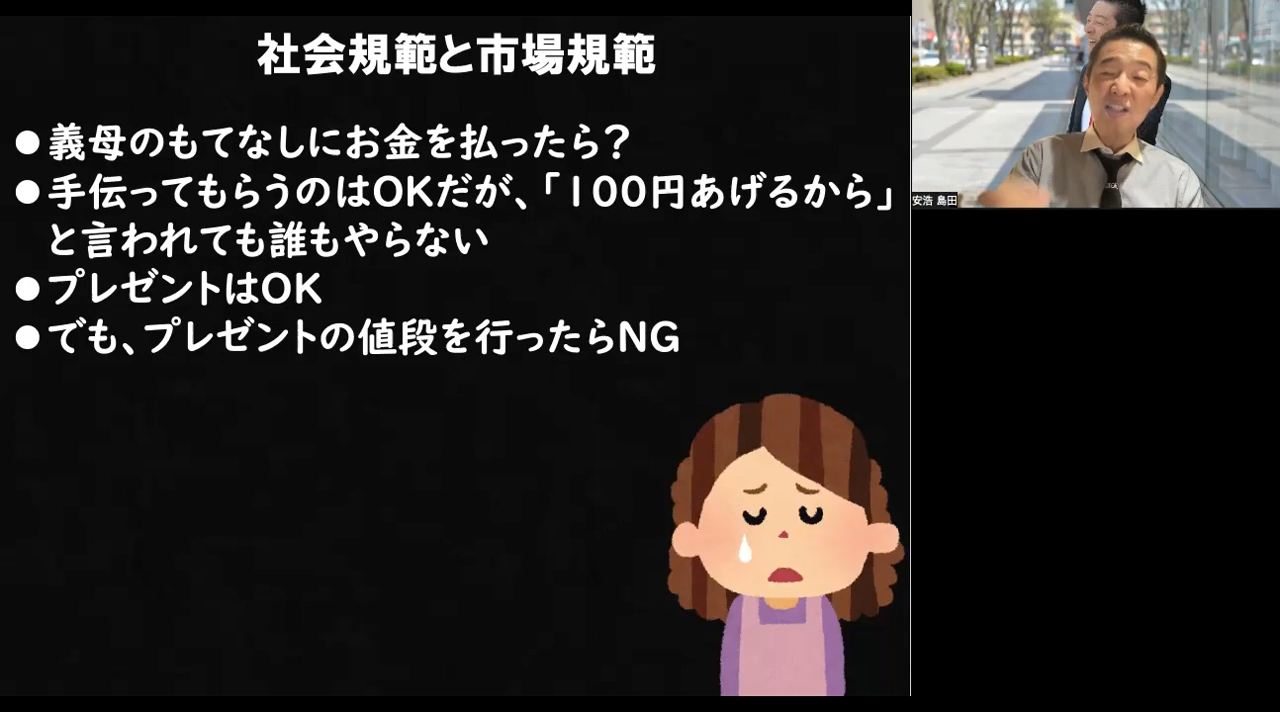 社会規範と市場規範
●義母のもてなしにお金を払ったら？
●手伝ってもらうのはOKだが、「100円あげるから」
と言われても誰もやらない
●プレゼントはOK
●でも、プレゼントの値段を行ったらNG
安浩 島田